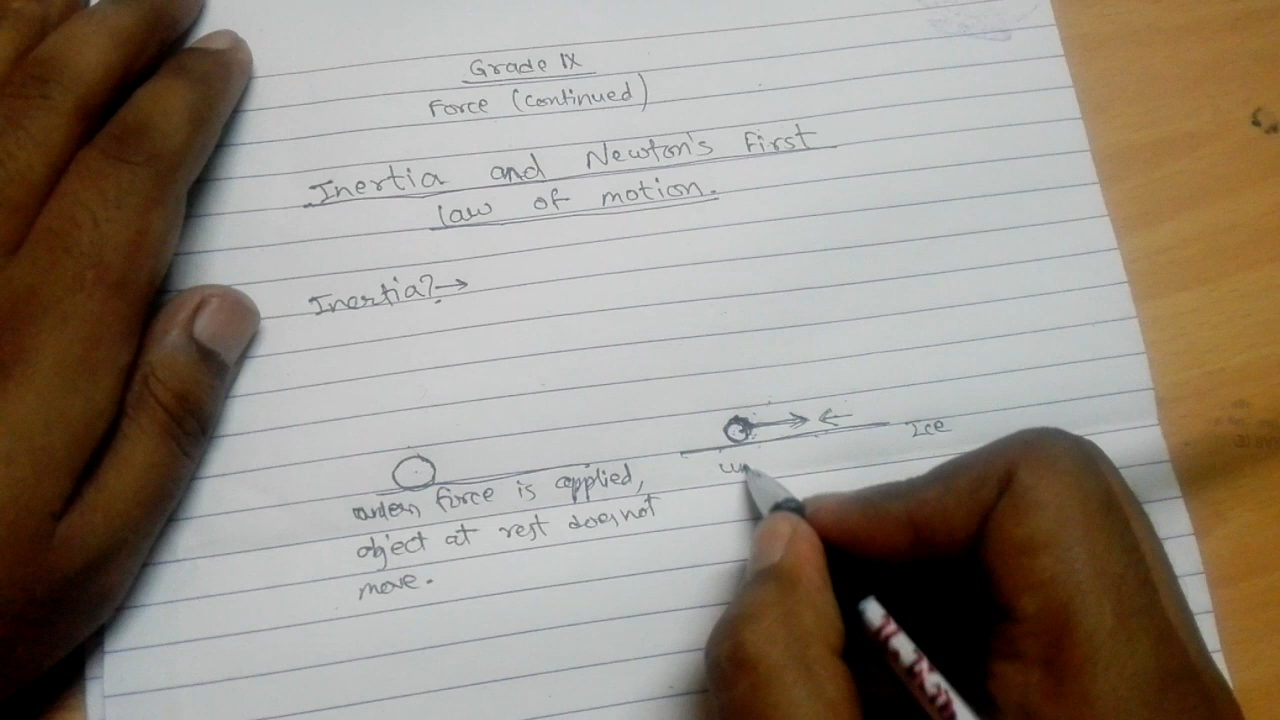 Grade IX
Force (continued)
Inertia and Newton's first
law of motion.
Inertia? →
Ice
unless force is applied,
object at rest does not
move.
un